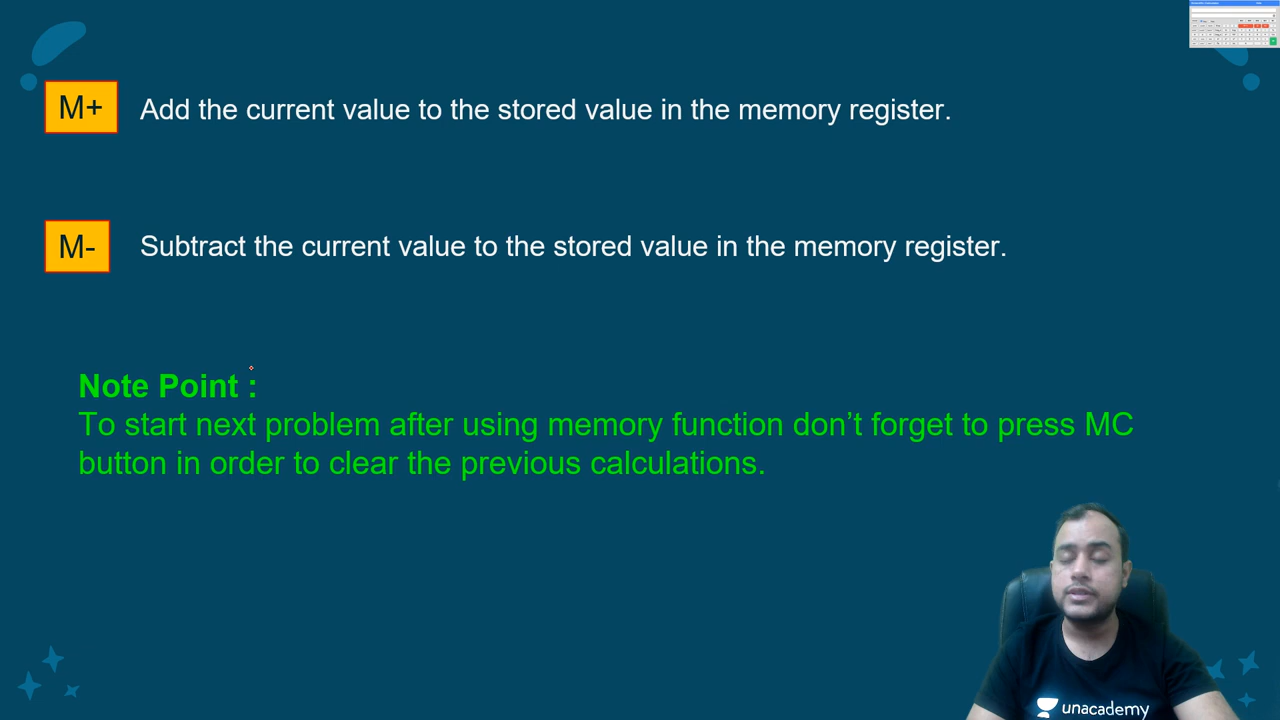 M+ Add the current value to the stored value in the memory register.
M- Subtract the current value to the stored value in the memory register.
Note Point :
To start next problem after using memory function don't forget to press MC
button in order to clear the previous calculations.
unacademy